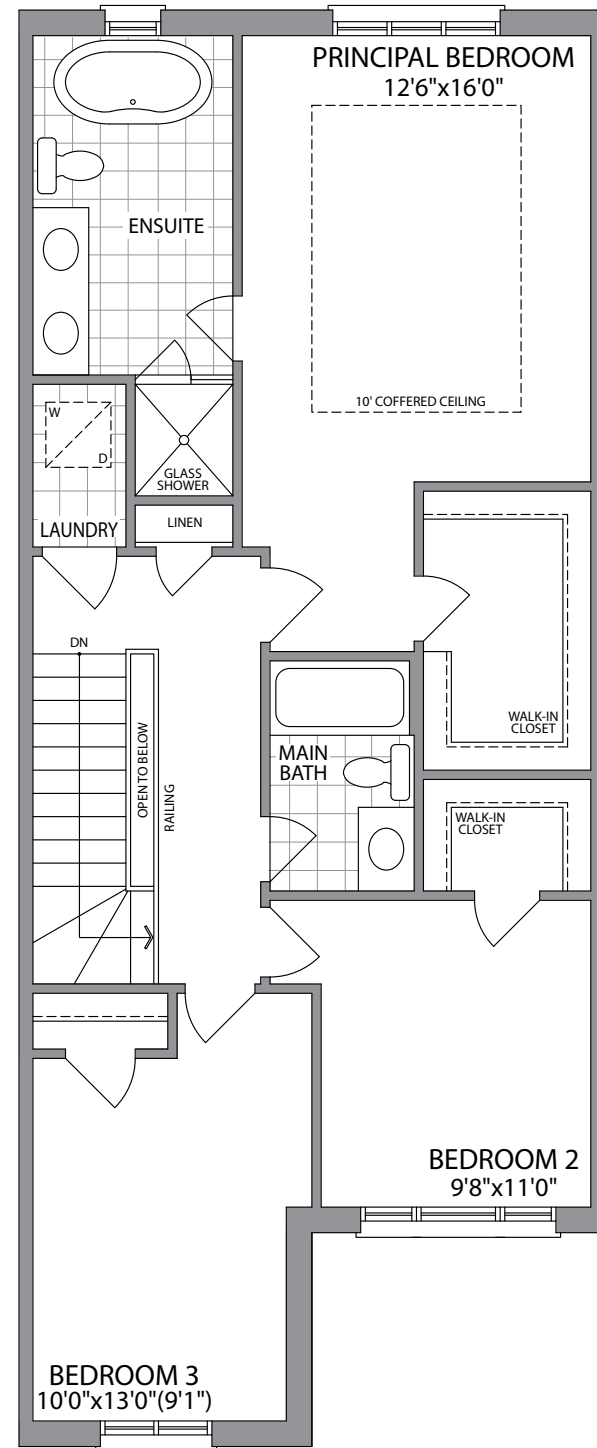 PRINCIPAL BEDROOM
12'6"x16'0"
ENSUITE
10' COFFERED CEILING
W
D
GLASS
SHOWER
LAUNDRY
LINEN
DN
OPEN TO BELOW
RAILING
MAIN
BATH
WALK-IN
CLOSET
WALK-IN
CLOSET
BEDROOM 2
9'8"x11'0"
BEDROOM 3
10'0"x13'0"(9'1")